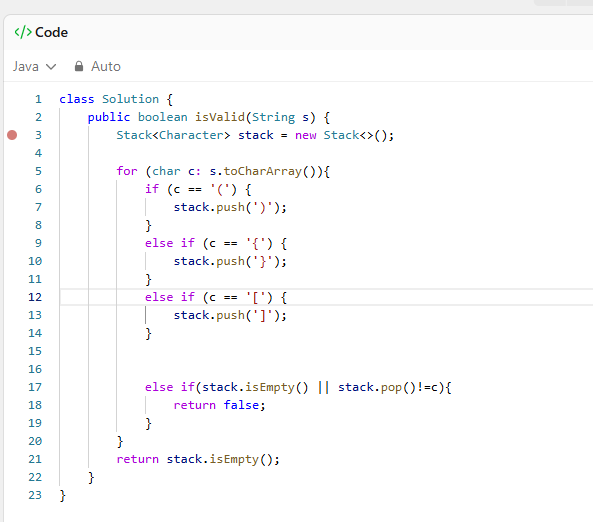 </> Code
Java Auto
1 class Solution {
2 public boolean isValid(String s) {
3 Stack<Character> stack = new Stack<>();
4
5 for (char c: s.toCharArray()){
6 if (c == '(') {
7 stack.push(')');
8 }
9 else if (c == '{') {
10 stack.push('}');
11 }
12 else if (c == '[') {
13 stack.push(']');
14 }
15
16
17 else if(stack.isEmpty() || stack.pop()!=c){
18 return false;
19 }
20 }
21 return stack.isEmpty();
22 }
23 }